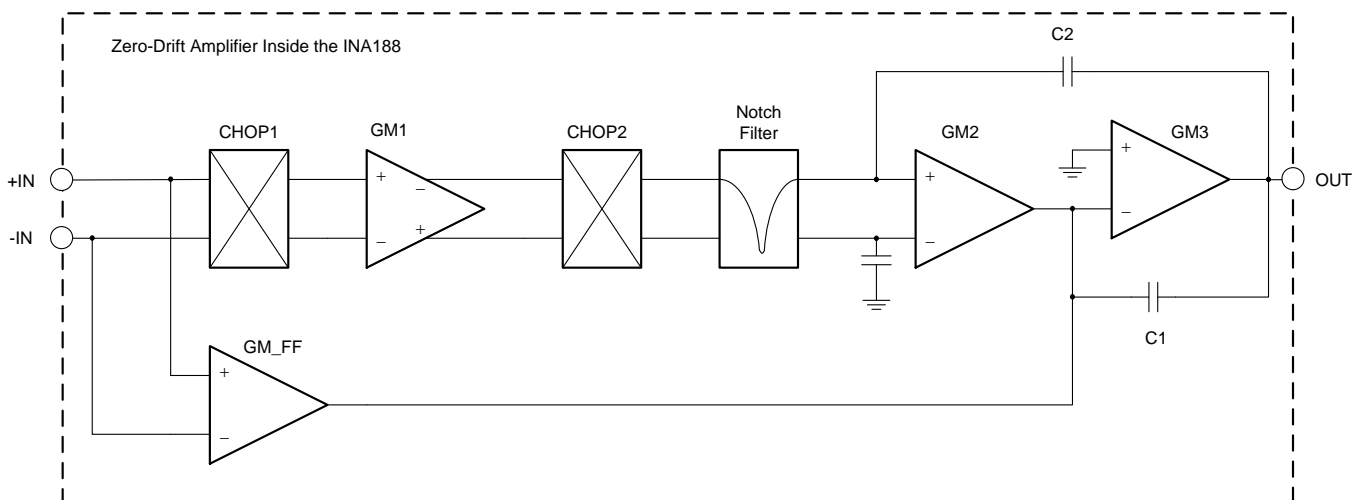 Zero-Drift Amplifier Inside the INA188
C2
CHOP1
GM1
CHOP2
Notch
Filter
GM2
GM3
+IN
-IN
+
−
−
+
+
−
+
−
OUT
C1
GM_FF
+
−